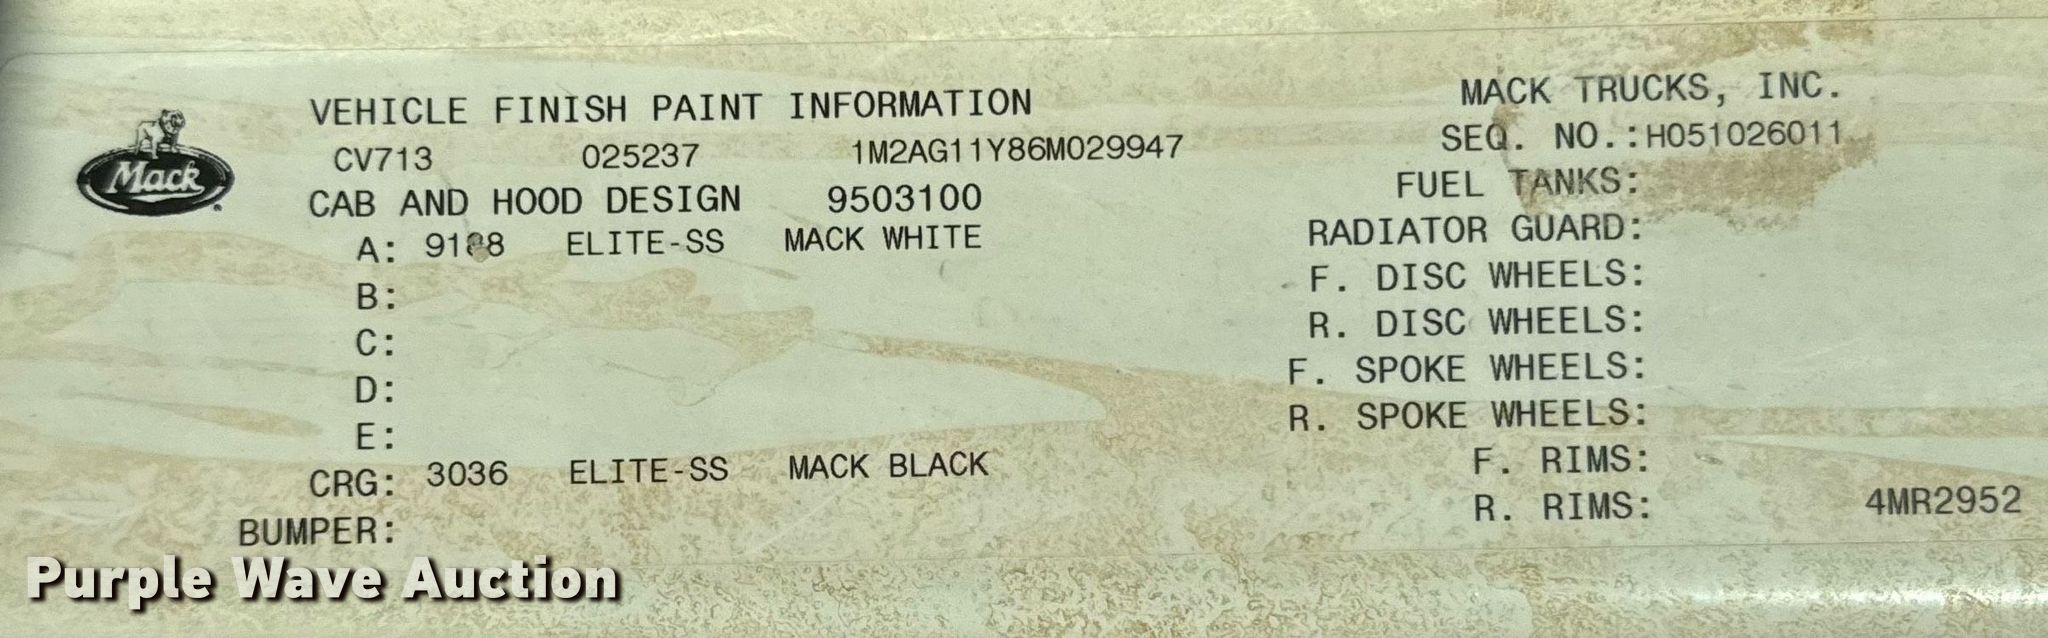 Mack
VEHICLE FINISH PAINT INFORMATION
CV713 025237 1M2AG11Y86M029947
CAB AND HOOD DESIGN 9503100
A: 9188 ELITE-SS MACK WHITE
B:
C:
D:
E:
CRG: 3036 ELITE-SS MACK BLACK
BUMPER:
MACK TRUCKS, INC.
SEQ. NO.:H051026011
FUEL TANKS:
RADIATOR GUARD:
F. DISC WHEELS:
R. DISC WHEELS:
F. SPOKE WHEELS:
R. SPOKE WHEELS:
F. RIMS:
R. RIMS:
4MR2952
Purple Wave Auction